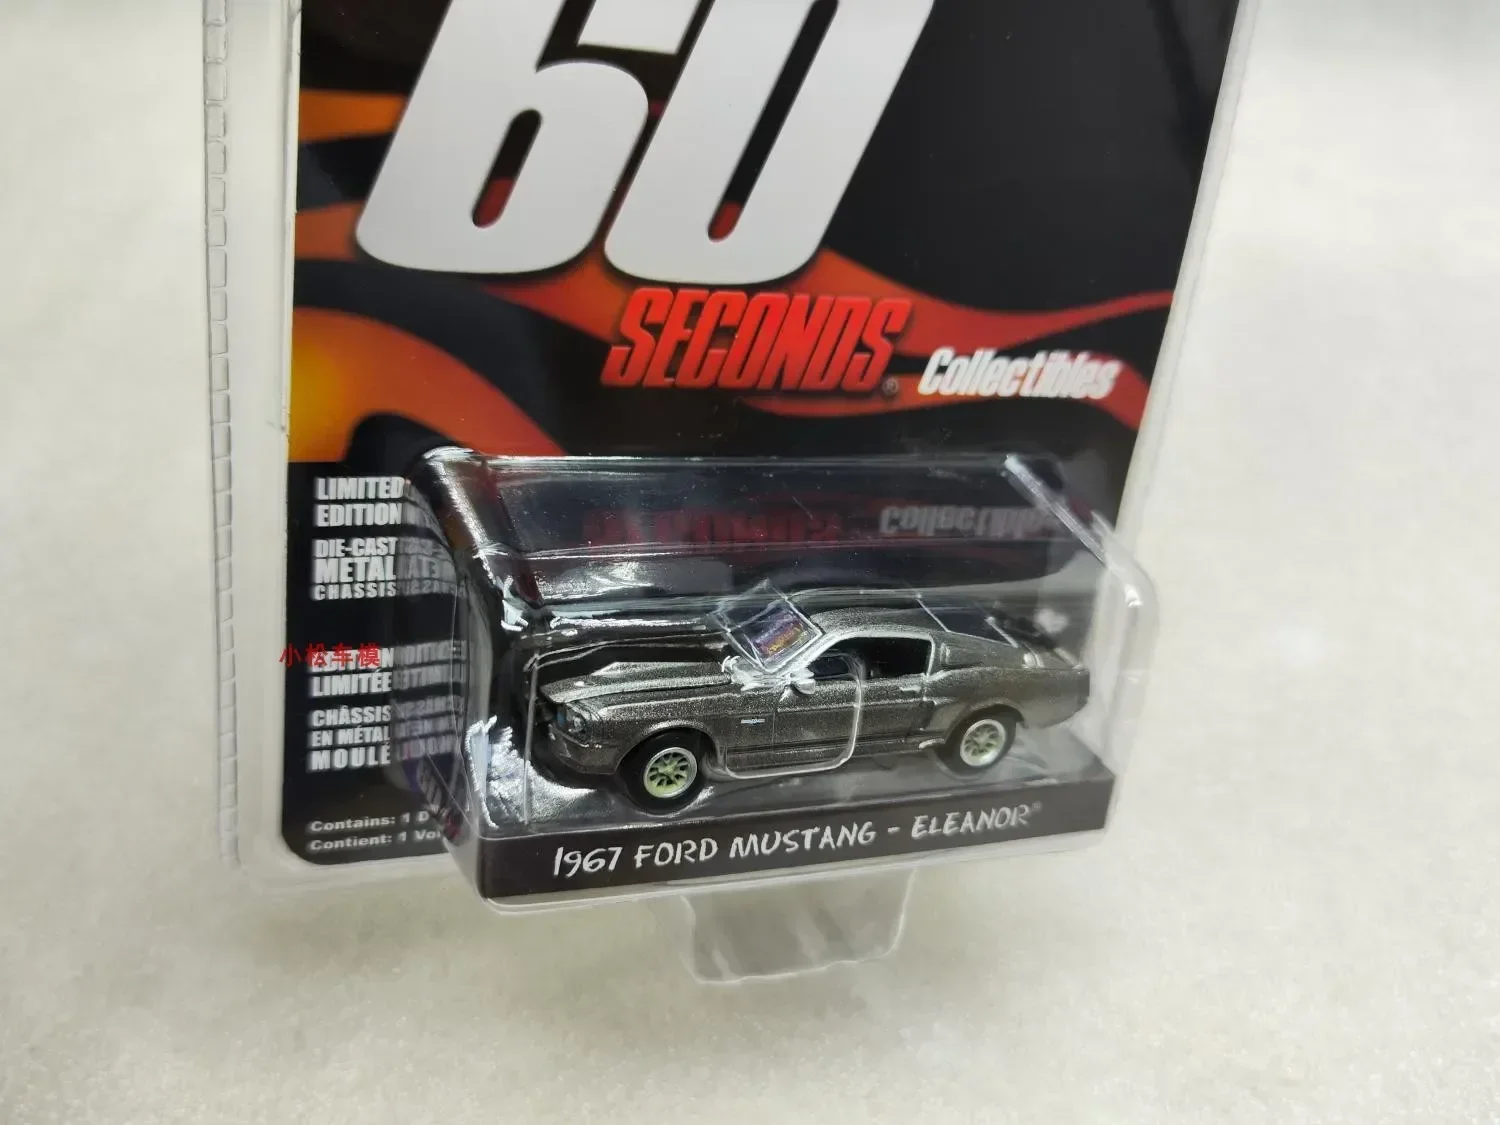 60
SECONDS®
Collectibles
LIMITED
EDITION
DIE-CAST
METAL
CHASSIS
小松车模
LIMITÉE
CHÂSSIS
EN MÉTAL
MOULÉ
Contains: 1 D
Contient: 1 Voi
1967 FORD MUSTANG - ELEANOR®